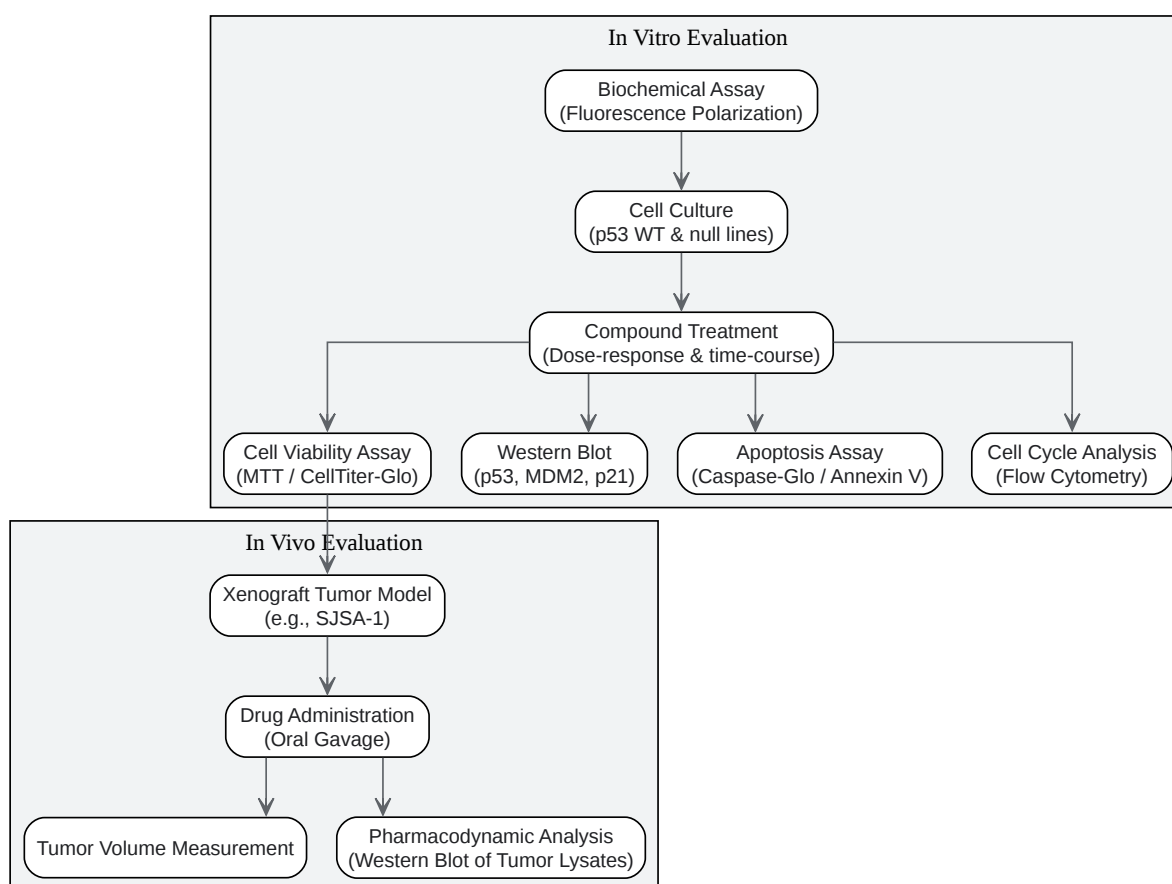 In Vitro Evaluation
Biochemical Assay
(Fluorescence Polarization)
Cell Culture
(p53 WT & null lines)
Compound Treatment
(Dose-response & time-course)
Cell Viability Assay
(MTT / CellTiter-Glo)
Western Blot
(p53, MDM2, p21)
Apoptosis Assay
(Caspase-Glo / Annexin V)
Cell Cycle Analysis
(Flow Cytometry)
In Vivo Evaluation
Xenograft Tumor Model
(e.g., SJSA-1)
Drug Administration
(Oral Gavage)
Tumor Volume Measurement
Pharmacodynamic Analysis
(Western Blot of Tumor Lysates)